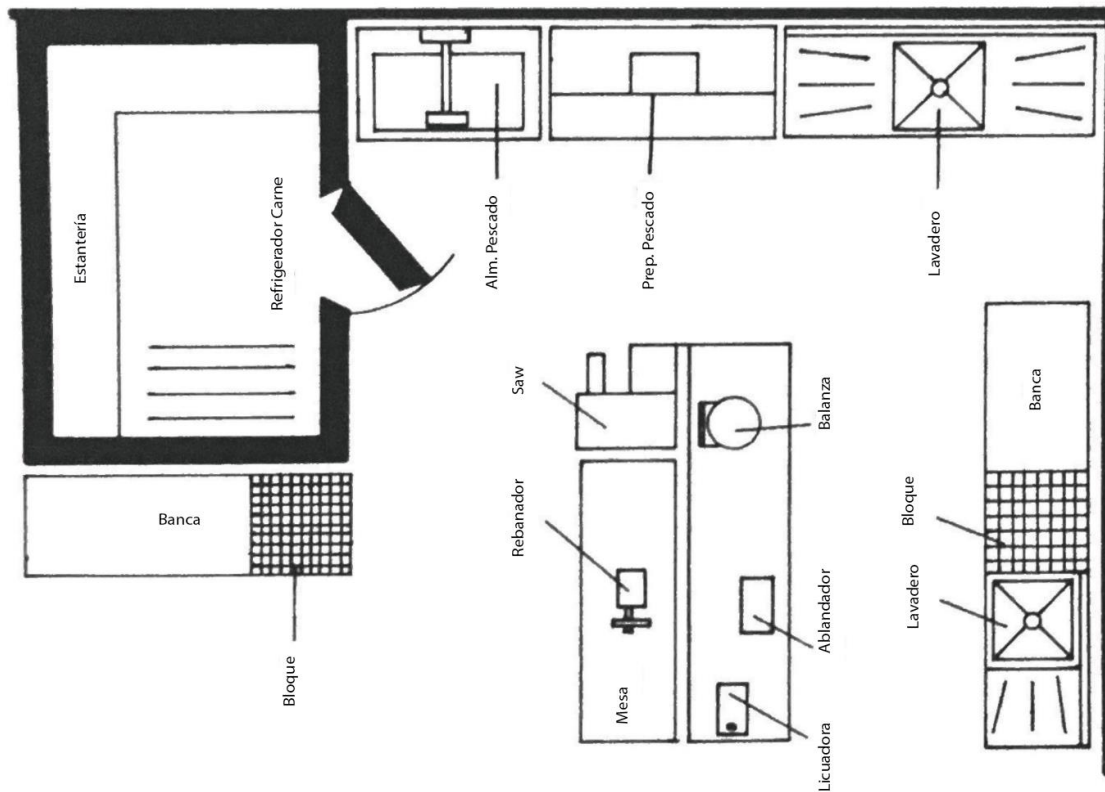 Estantería
Refrigerador Carne
Alm. Pescado
Prep. Pescado
Lavadero
Banca
Bloque
Saw
Rebanador
Mesa
Balanza
Ablandador
Licuadora
Banca
Bloque
Lavadero